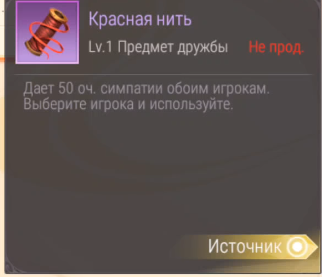 Красная нить
Lv.1 Предмет дружбы Не прод.
Дает 50 оч. симпатии обоим игрокам.
Выберите игрока и используйте.
Источник